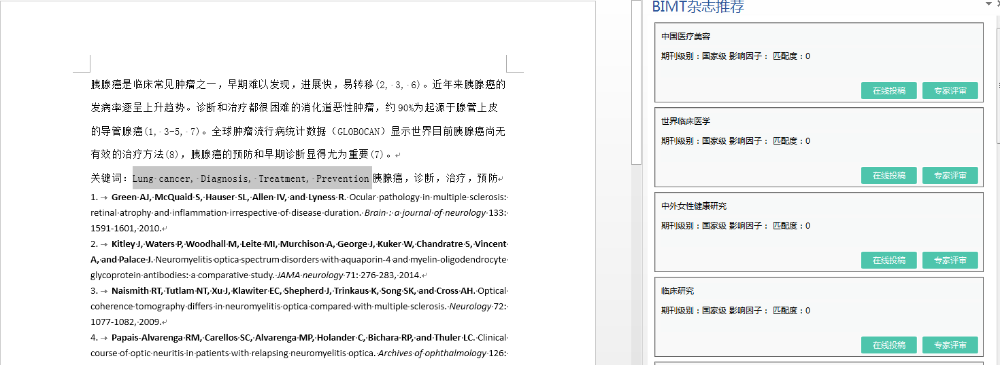 胰腺癌是临床常见肿瘤之一，早期难以发现，进展快，易转移(2, 3, 6)。近年来胰腺癌的
发病率逐呈上升趋势。诊断和治疗都很困难的消化道恶性肿瘤，约90%为起源于腺管上皮
的导管腺癌(1, 3-5, 7)。全球肿瘤流行病统计数据（GLOBOCAN）显示世界目前胰腺癌尚无
有效的治疗方法(8)，胰腺癌的预防和早期诊断显得尤为重要(7)。
关键词：Lung cancer, Diagnosis, Treatment, Prevention 胰腺癌，诊断，治疗，预防
1. Green AJ, McQuaid S, Hauser SL, Allen IV, and Lyness R. Ocular pathology in multiple sclerosis:
retinal atrophy and inflammation irrespective of disease duration. Brain : a journal of neurology 133:
1591-1601, 2010.
2. Kitley J, Waters P, Woodhall M, Leite MI, Murchison A, George J, Kuker W, Chandratre S, Vincent
A, and Palace J. Neuromyelitis optica spectrum disorders with aquaporin-4 and myelin-oligodendrocyte
glycoprotein antibodies: a comparative study. JAMA neurology 71: 276-283, 2014.
3. Naismith RT, Tutlam NT, Xu J, Klawiter EC, Shepherd J, Trinkaus K, Song SK, and Cross AH. Optical
coherence tomography differs in neuromyelitis optica compared with multiple sclerosis. Neurology 72:
1077-1082, 2009.
4. Papais-Alvarenga RM, Carellos SC, Alvarenga MP, Holander C, Bichara RP, and Thuler LC. Clinical
course of optic neuritis in patients with relapsing neuromyelitis optica. Archives of ophthalmology 126:
BIMT杂志推荐
中国医疗美容
期刊级别：国家级 影响因子： 匹配度：0
在线投稿 专家评审
世界临床医学
期刊级别：国家级 影响因子： 匹配度：0
在线投稿 专家评审
中外女性健康研究
期刊级别：国家级 影响因子： 匹配度：0
在线投稿 专家评审
临床研究
期刊级别：国家级 影响因子： 匹配度：0
在线投稿 专家评审